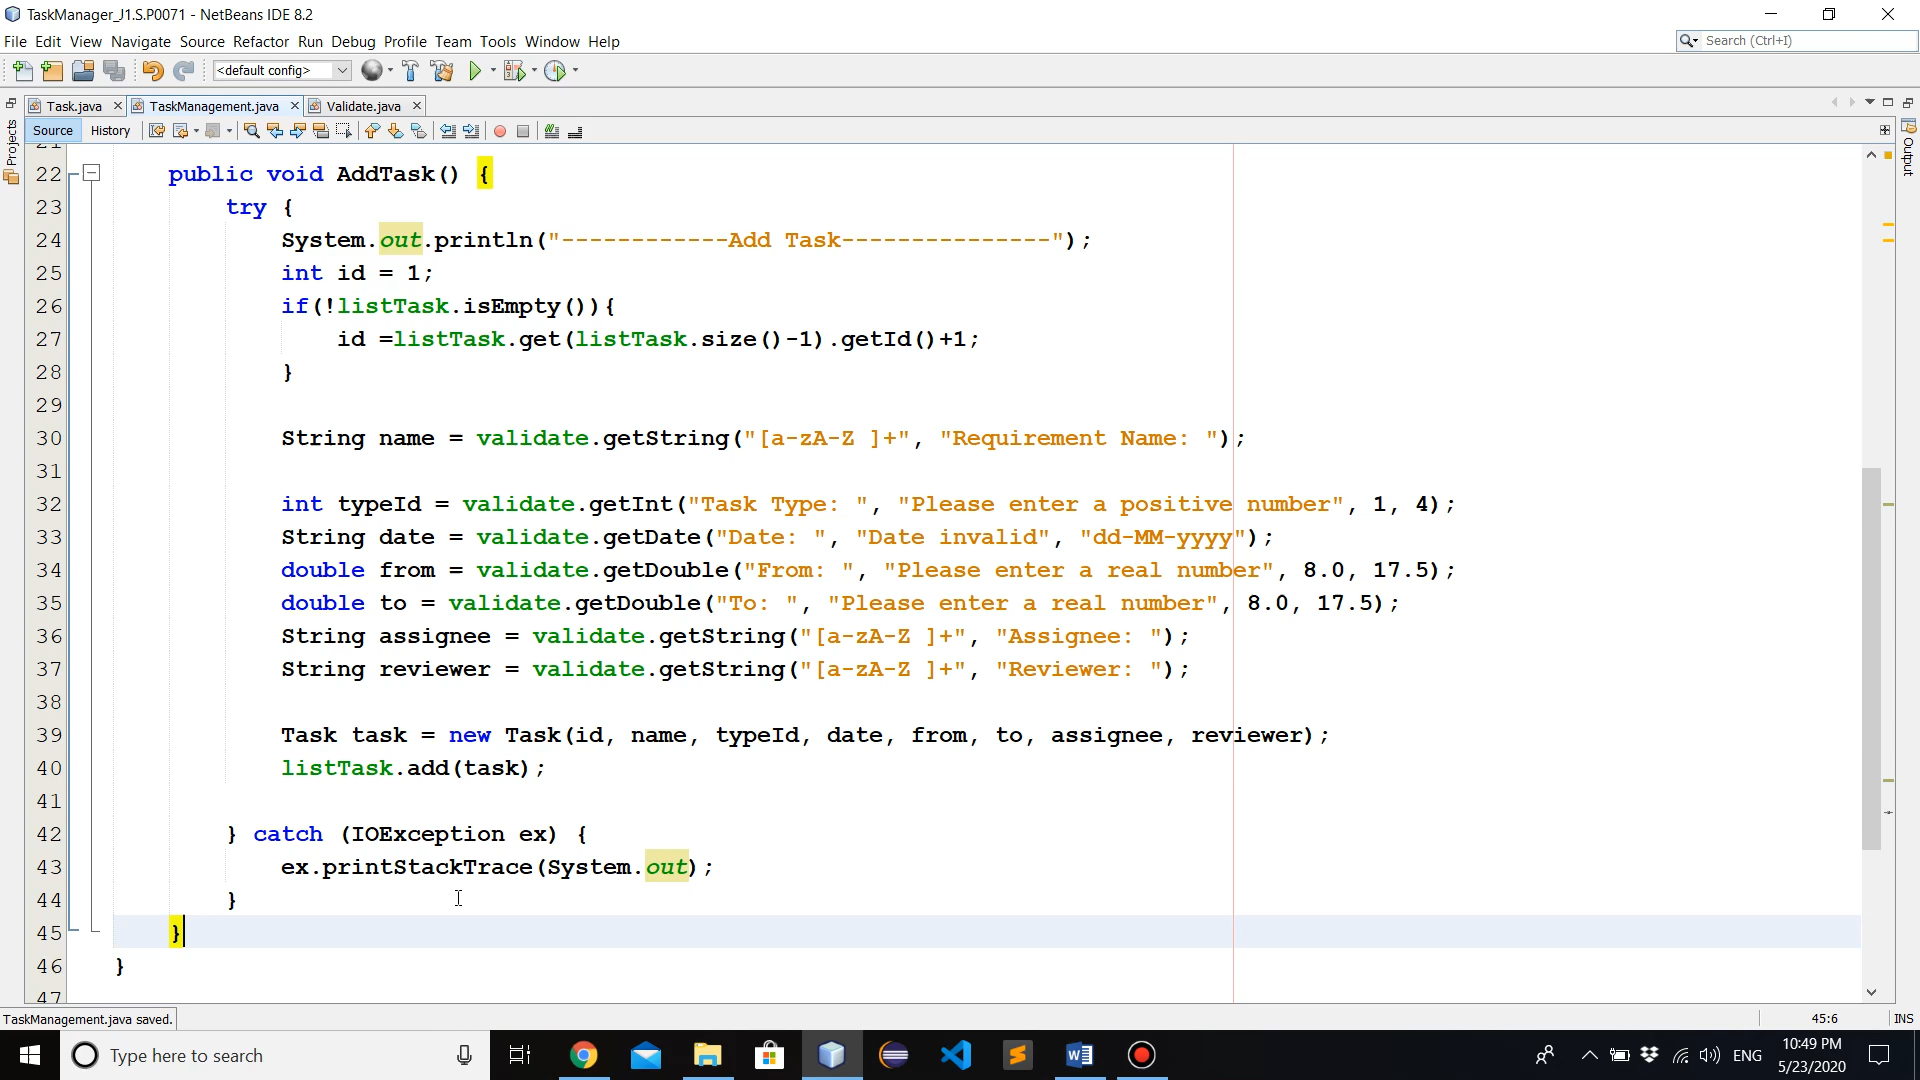 TaskManager_J1.S.P0071 - NetBeans IDE 8.2
File Edit View Navigate Source Refactor Run Debug Profile Team Tools Window Help
Search (Ctrl+I)
<default config>
Task.java TaskManagement.java Validate.java
Source History
Projects
Output
21
22 public void AddTask() {
23 try {
24 System.out.println("------------Add Task---------------");
25 int id = 1;
26 if(!listTask.isEmpty()){
27 id =listTask.get(listTask.size()-1).getId()+1;
28 }
29
30 String name = validate.getString("[a-zA-Z ]+", "Requirement Name: ");
31
32 int typeId = validate.getInt("Task Type: ", "Please enter a positive number", 1, 4);
33 String date = validate.getDate("Date: ", "Date invalid", "dd-MM-yyyy");
34 double from = validate.getDouble("From: ", "Please enter a real number", 8.0, 17.5);
35 double to = validate.getDouble("To: ", "Please enter a real number", 8.0, 17.5);
36 String assignee = validate.getString("[a-zA-Z ]+", "Assignee: ");
37 String reviewer = validate.getString("[a-zA-Z ]+", "Reviewer: ");
38
39 Task task = new Task(id, name, typeId, date, from, to, assignee, reviewer);
40 listTask.add(task);
41
42 } catch (IOException ex) {
43 ex.printStackTrace(System.out);
44 }
45 }
46 }
47
TaskManagement.java saved.
45:6 INS
Type here to search
ENG
10:49 PM
5/23/2020